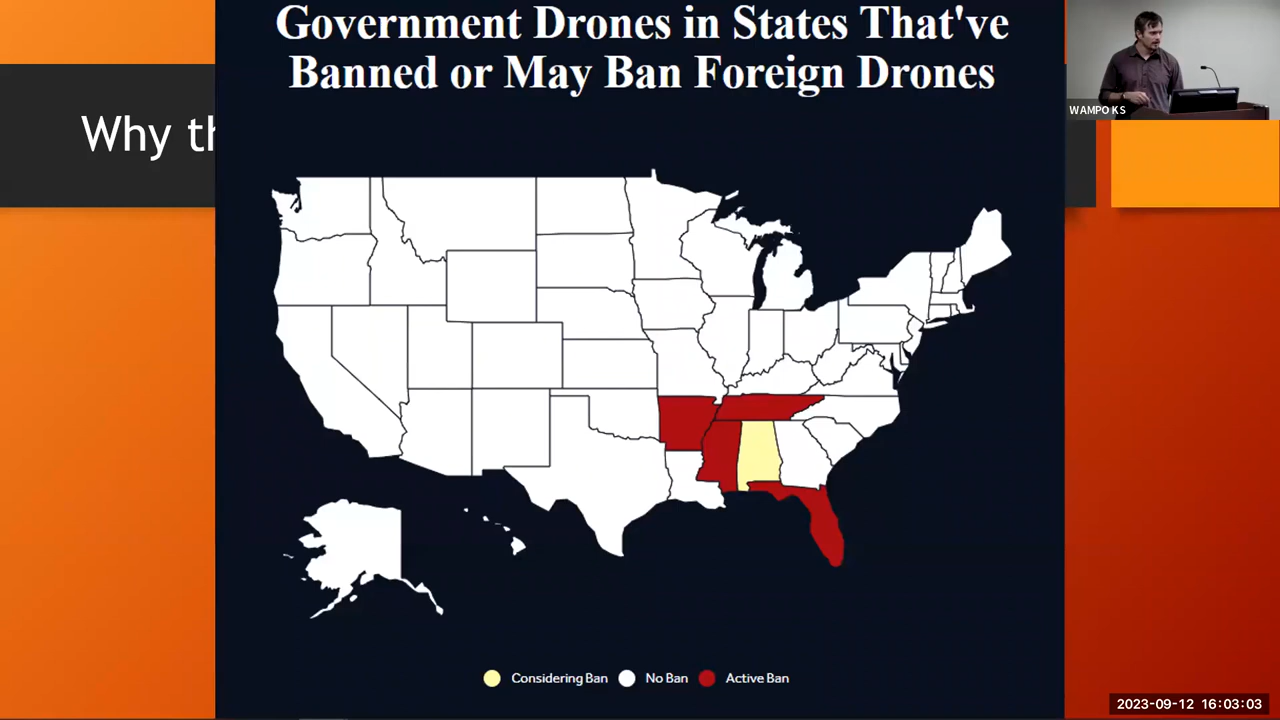 Government Drones in States That've
Banned or May Ban Foreign Drones
WAMPO KS
Why th
Considering Ban
No Ban
Active Ban
2023-09-12 16:03:03